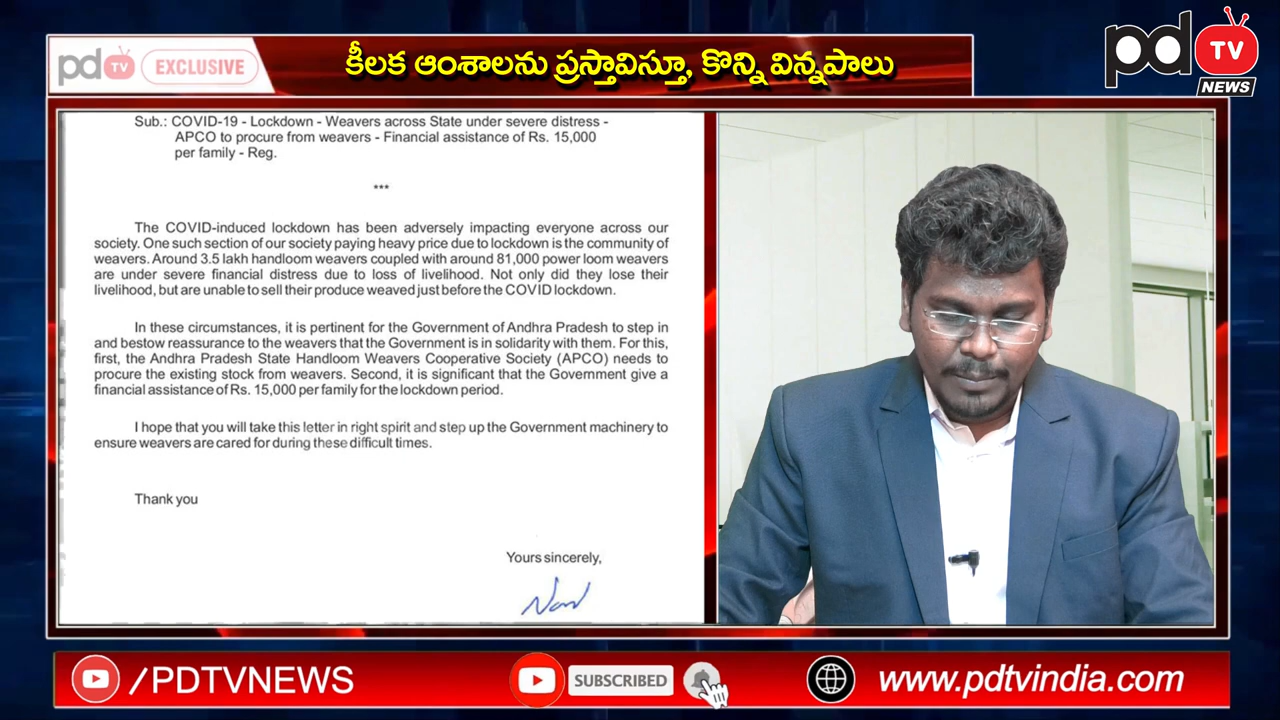 pd TV
EXCLUSIVE
కీలక ఆంశాలను ప్రస్తావిస్తూ, కొన్ని విన్నపాలు
pd TV
NEWS
Sub.: COVID-19 - Lockdown - Weavers across State under severe distress -
APCO to procure from weavers - Financial assistance of Rs. 15,000
per family - Reg.
***
The COVID-induced lockdown has been adversely impacting everyone across our
society. One such section of our society paying heavy price due to lockdown is the community of
weavers. Around 3.5 lakh handloom weavers coupled with around 81,000 power loom weavers
are under severe financial distress due to loss of livelihood. Not only did they lose their
livelihood, but are unable to sell their produce weaved just before the COVID lockdown.
In these circumstances, it is pertinent for the Government of Andhra Pradesh to step in
and bestow reassurance to the weavers that the Government is in solidarity with them. For this,
first, the Andhra Pradesh State Handloom Weavers Cooperative Society (APCO) needs to
procure the existing stock from weavers. Second, it is significant that the Government give a
financial assistance of Rs. 15,000 per family for the lockdown period.
I hope that you will take this letter in right spirit and step up the Government machinery to
ensure weavers are cared for during these difficult times.
Thank you
Yours sincerely,
/PDTVNEWS
SUBSCRIBED
www.pdtvindia.com